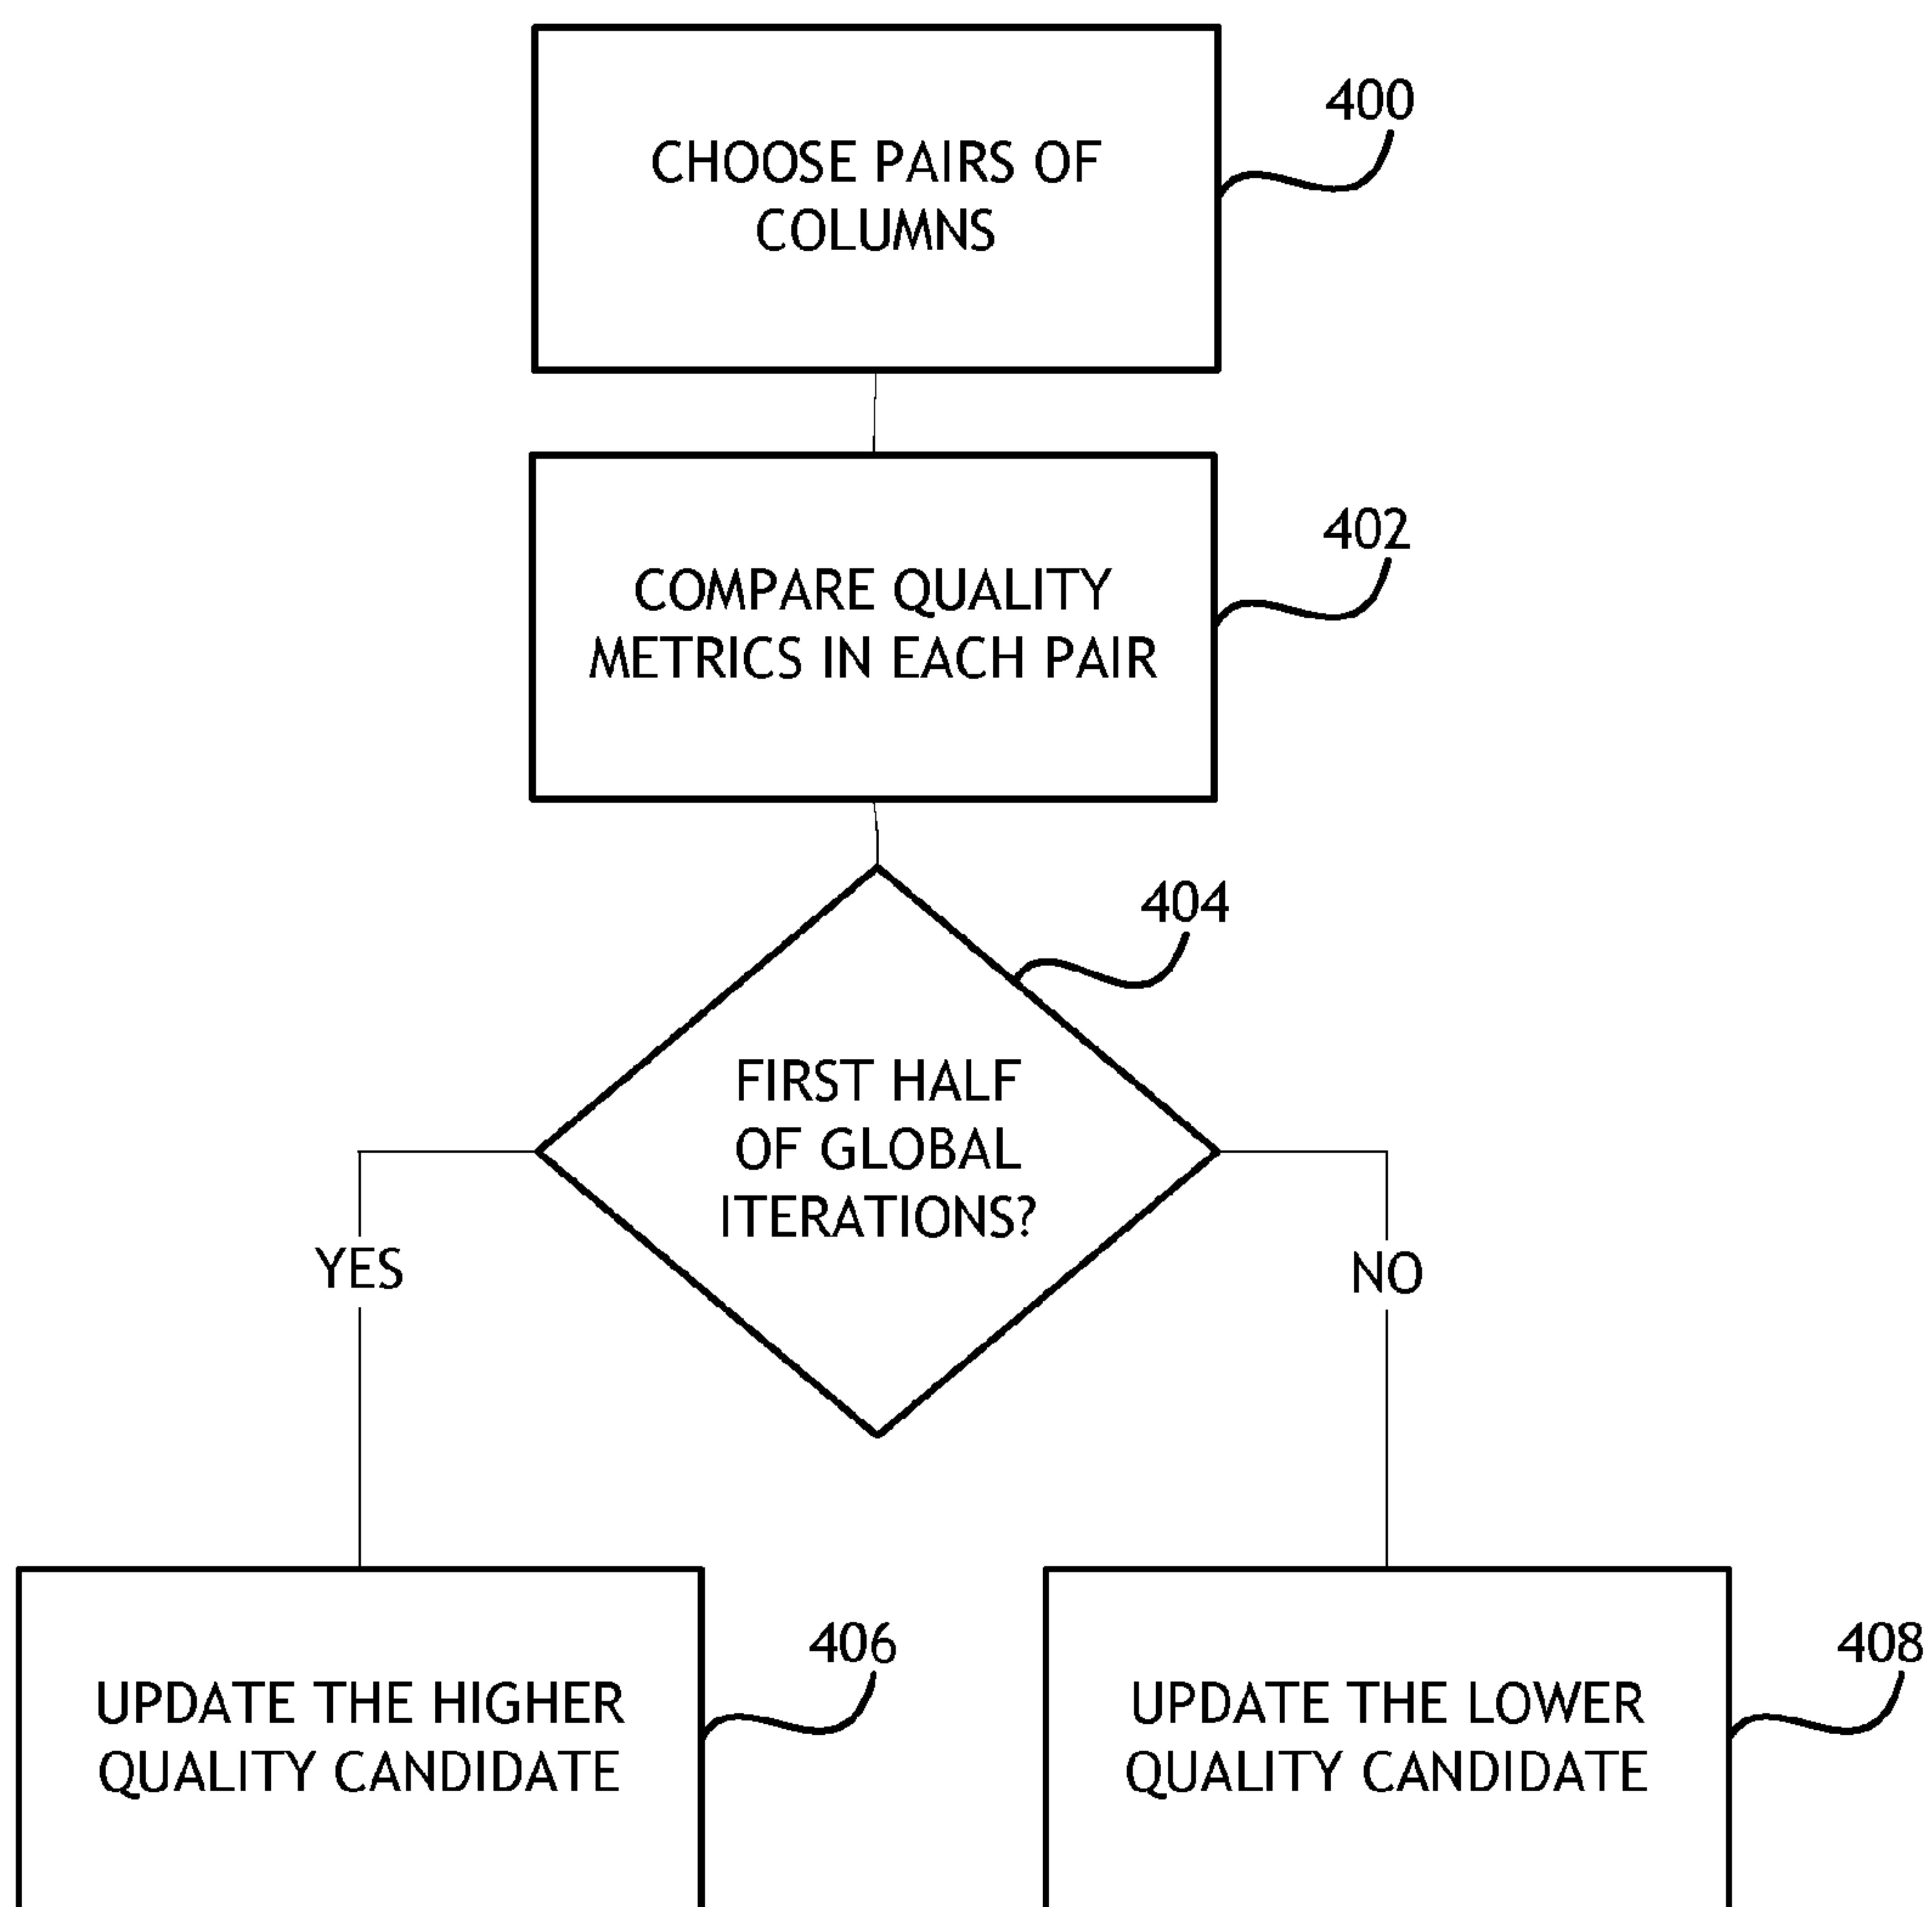 CHOOSE PAIRS OF
COLUMNS
400
COMPARE QUALITY
METRICS IN EACH PAIR
402
404
FIRST HALF
OF GLOBAL
ITERATIONS?
YES
NO
UPDATE THE HIGHER
QUALITY CANDIDATE
406
UPDATE THE LOWER
QUALITY CANDIDATE
408